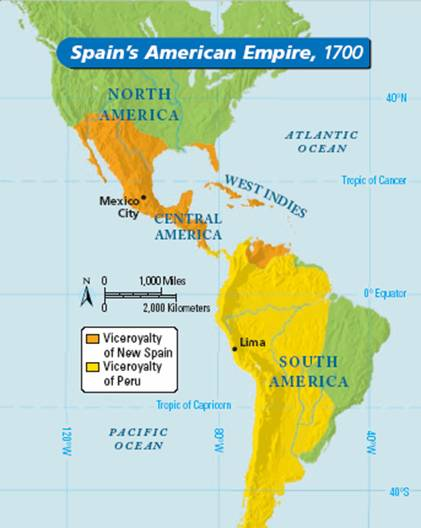 Spain's American Empire, 1700
NORTH
AMERICA
40°N
ATLANTIC
OCEAN
Tropic of Cancer
WEST INDIES
Mexico
City
CENTRAL
AMERICA
N
0
1,000 Miles
0
2,000 Kilometers
0° Equator
Viceroyalty
of New Spain
Viceroyalty
of Peru
Lima
SOUTH
AMERICA
Tropic of Capricorn
PACIFIC
OCEAN
120°W
80°W
40°W
40°S